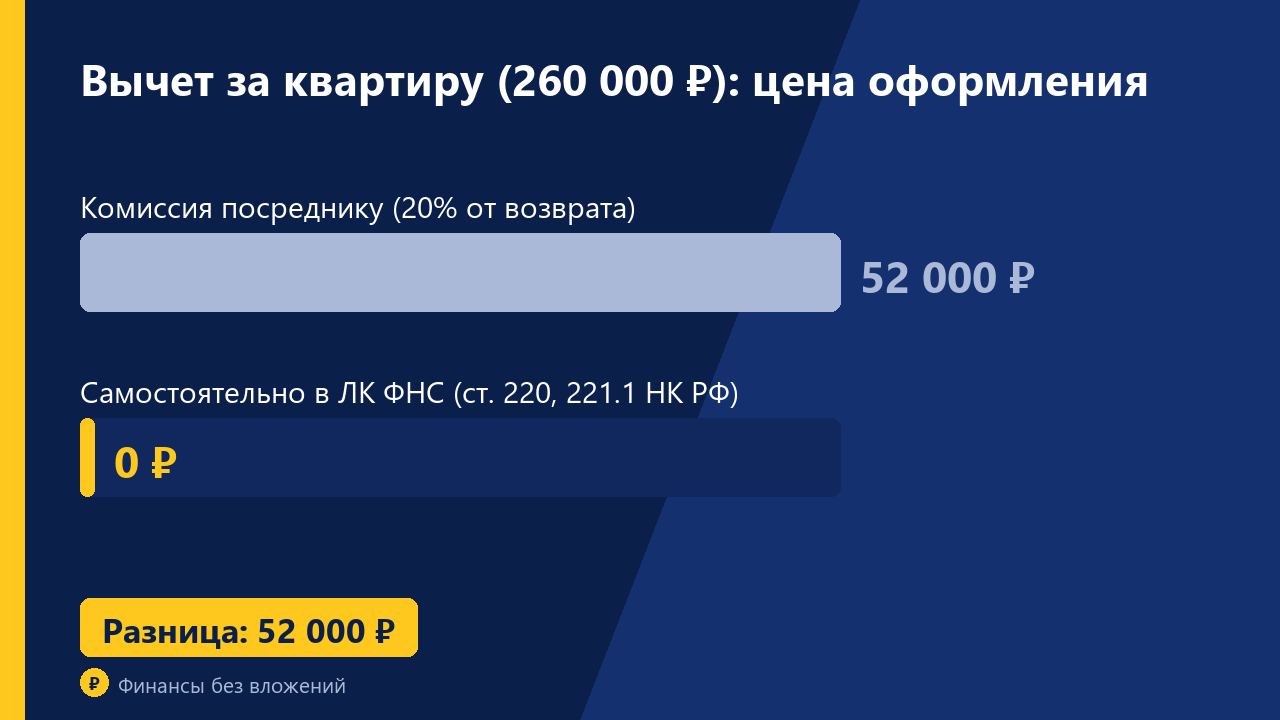 Вычет за квартиру (260 000 ₽): цена оформления
Комиссия посреднику (20% от возврата)
52 000 ₽
Самостоятельно в ЛК ФНС (ст. 220, 221.1 НК РФ)
0 ₽
Разница: 52 000 ₽
₽ Финансы без вложений